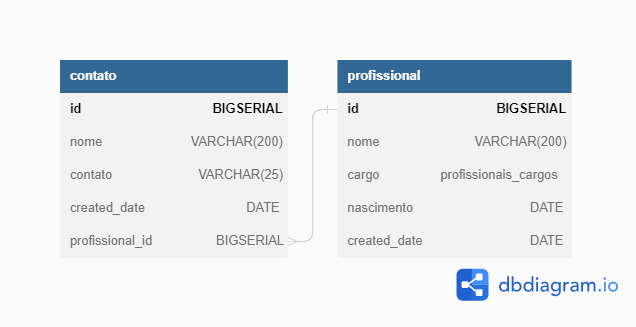 contato
id BIGSERIAL
nome VARCHAR(200)
contato VARCHAR(25)
created_date DATE
profissional_id BIGSERIAL
profissional
id BIGSERIAL
nome VARCHAR(200)
cargo profissionais_cargos
nascimento DATE
created_date DATE
dbdiagram.io